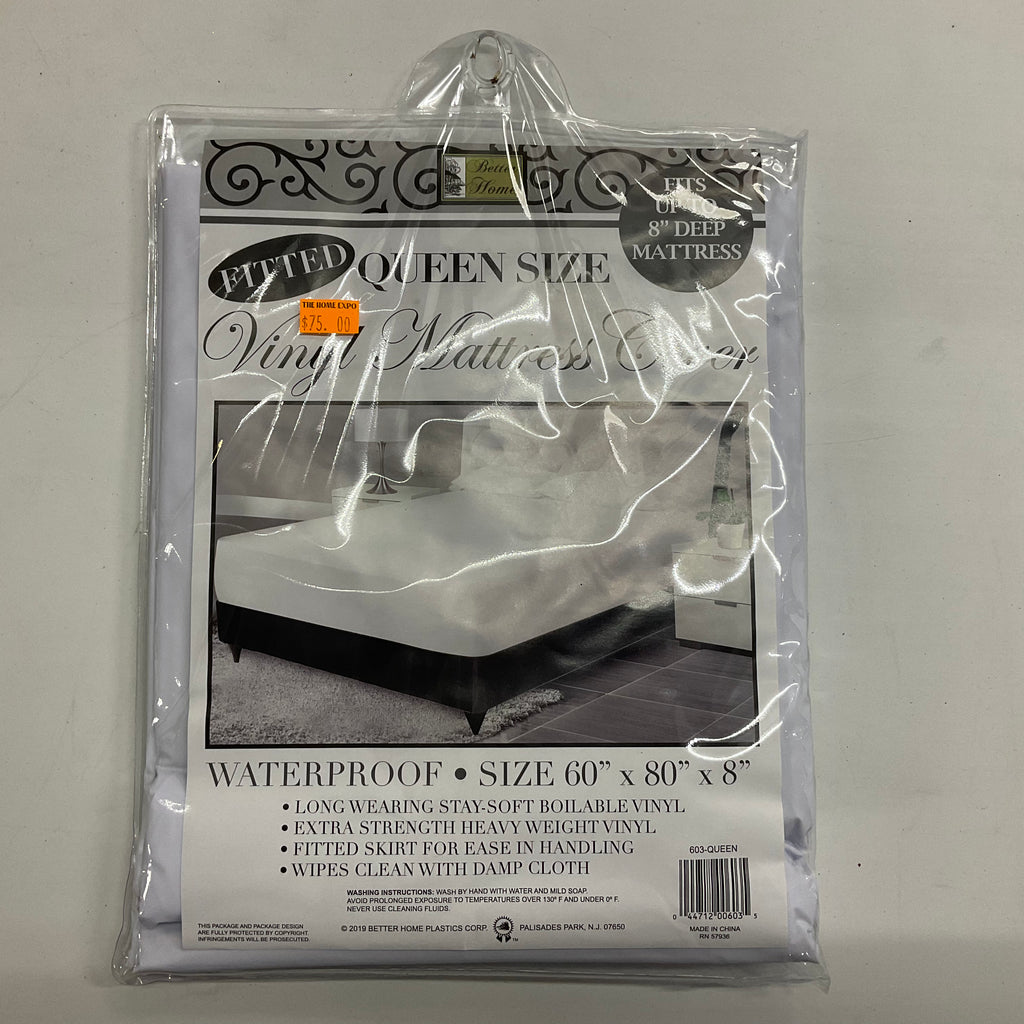 Better
Home
FITS
UP TO
8” DEEP
MATTRESS
FITTED QUEEN SIZE
THE HOME EXPO
$75. 00
Vinyl Mattress Cover
WATERPROOF • SIZE 60” x 80” x 8”
• LONG WEARING STAY-SOFT BOILABLE VINYL
• EXTRA STRENGTH HEAVY WEIGHT VINYL
• FITTED SKIRT FOR EASE IN HANDLING
• WIPES CLEAN WITH DAMP CLOTH
603-QUEEN
WASHING INSTRUCTIONS: WASH BY HAND WITH WATER AND MILD SOAP.
AVOID PROLONGED EXPOSURE TO TEMPERATURES OVER 130° F AND UNDER 0° F.
NEVER USE CLEANING FLUIDS.
0 44712 00603 5
THIS PACKAGE AND PACKAGE DESIGN
ARE FULLY PROTECTED BY COPYRIGHT.
INFRINGEMENTS WILL BE PROSECUTED.
© 2019 BETTER HOME PLASTICS CORP. TM PALISADES PARK, N.J. 07650
MADE IN CHINA
RN 57936